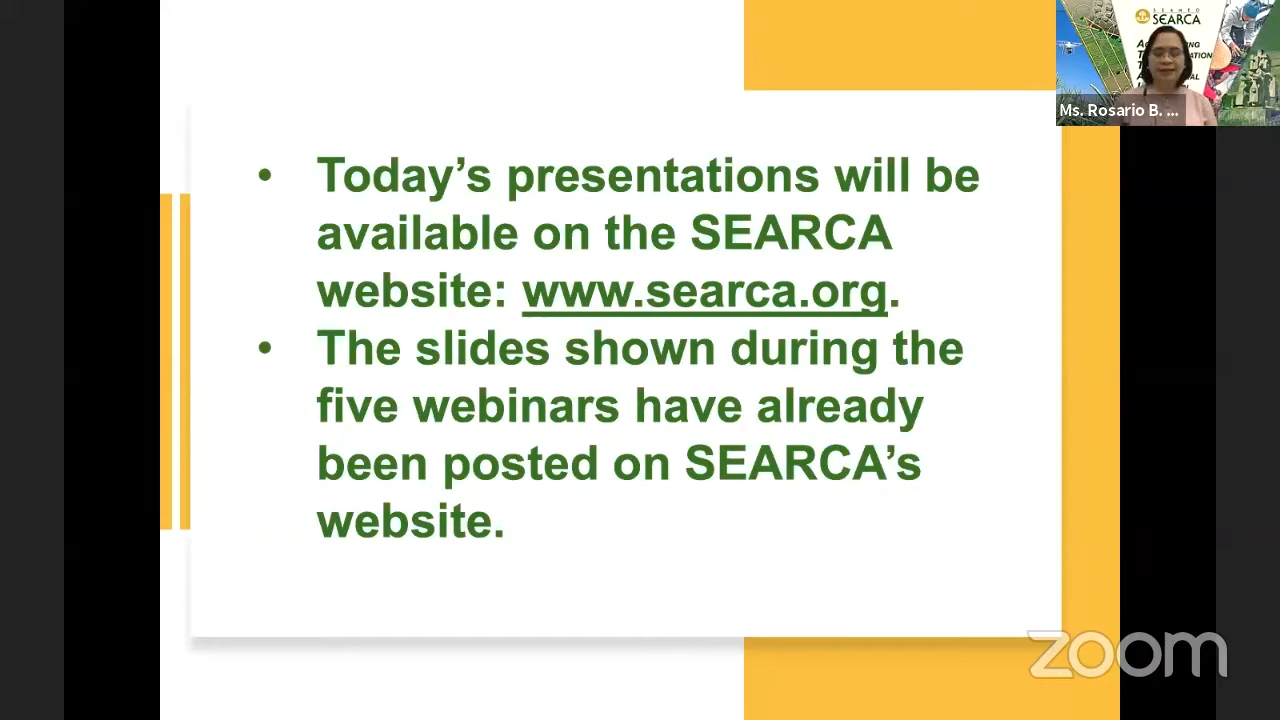 SEAMEO
SEARCA
Ms. Rosario B. ...
• Today’s presentations will be
available on the SEARCA
website: www.searca.org.
• The slides shown during the
five webinars have already
been posted on SEARCA’s
website.
zoom